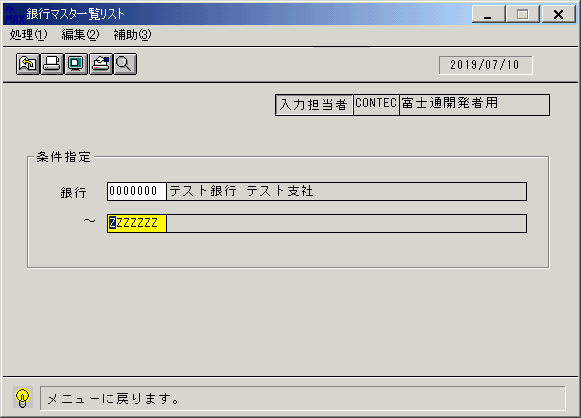 銀行マスタ一覧リスト
処理(1) 編集(2) 補助(3)
2019/07/10
入力担当者 CONTEC 富士通開発者用
条件指定
銀行 0000000 テスト銀行 テスト支社
～ ZZZZZZZ
メニューに戻ります。